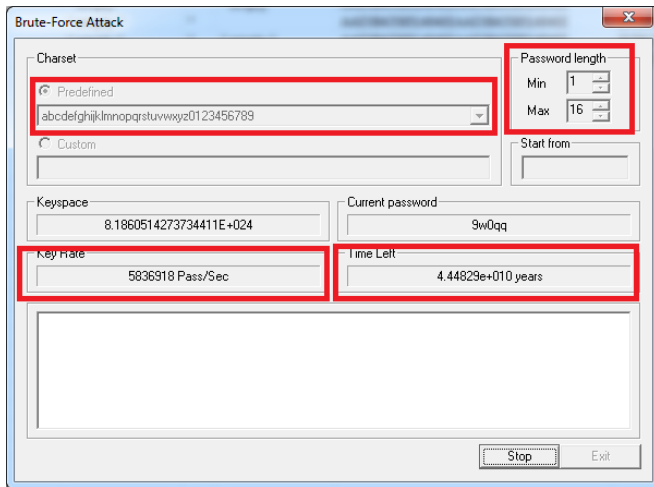 Brute-Force Attack
Charset
Predefined
abcdefghijklmnopqrstuvwxyz0123456789
Custom
Password length
Min 1
Max 16
Start from
Keyspace
8.1860514273734411E+024
Current password
9w0qq
Key Rate
5836918 Pass/Sec
Time Left
4.44829e+010 years
Stop
Exit